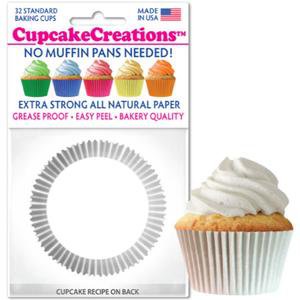 32 STANDARD
BAKING CUPS
MADE IN
USA
CupcakeCreations™
NO MUFFIN PANS NEEDED!
EXTRA STRONG ALL NATURAL PAPER
GREASE PROOF • EASY PEEL • BAKERY QUALITY
CUPCAKE RECIPE ON BACK